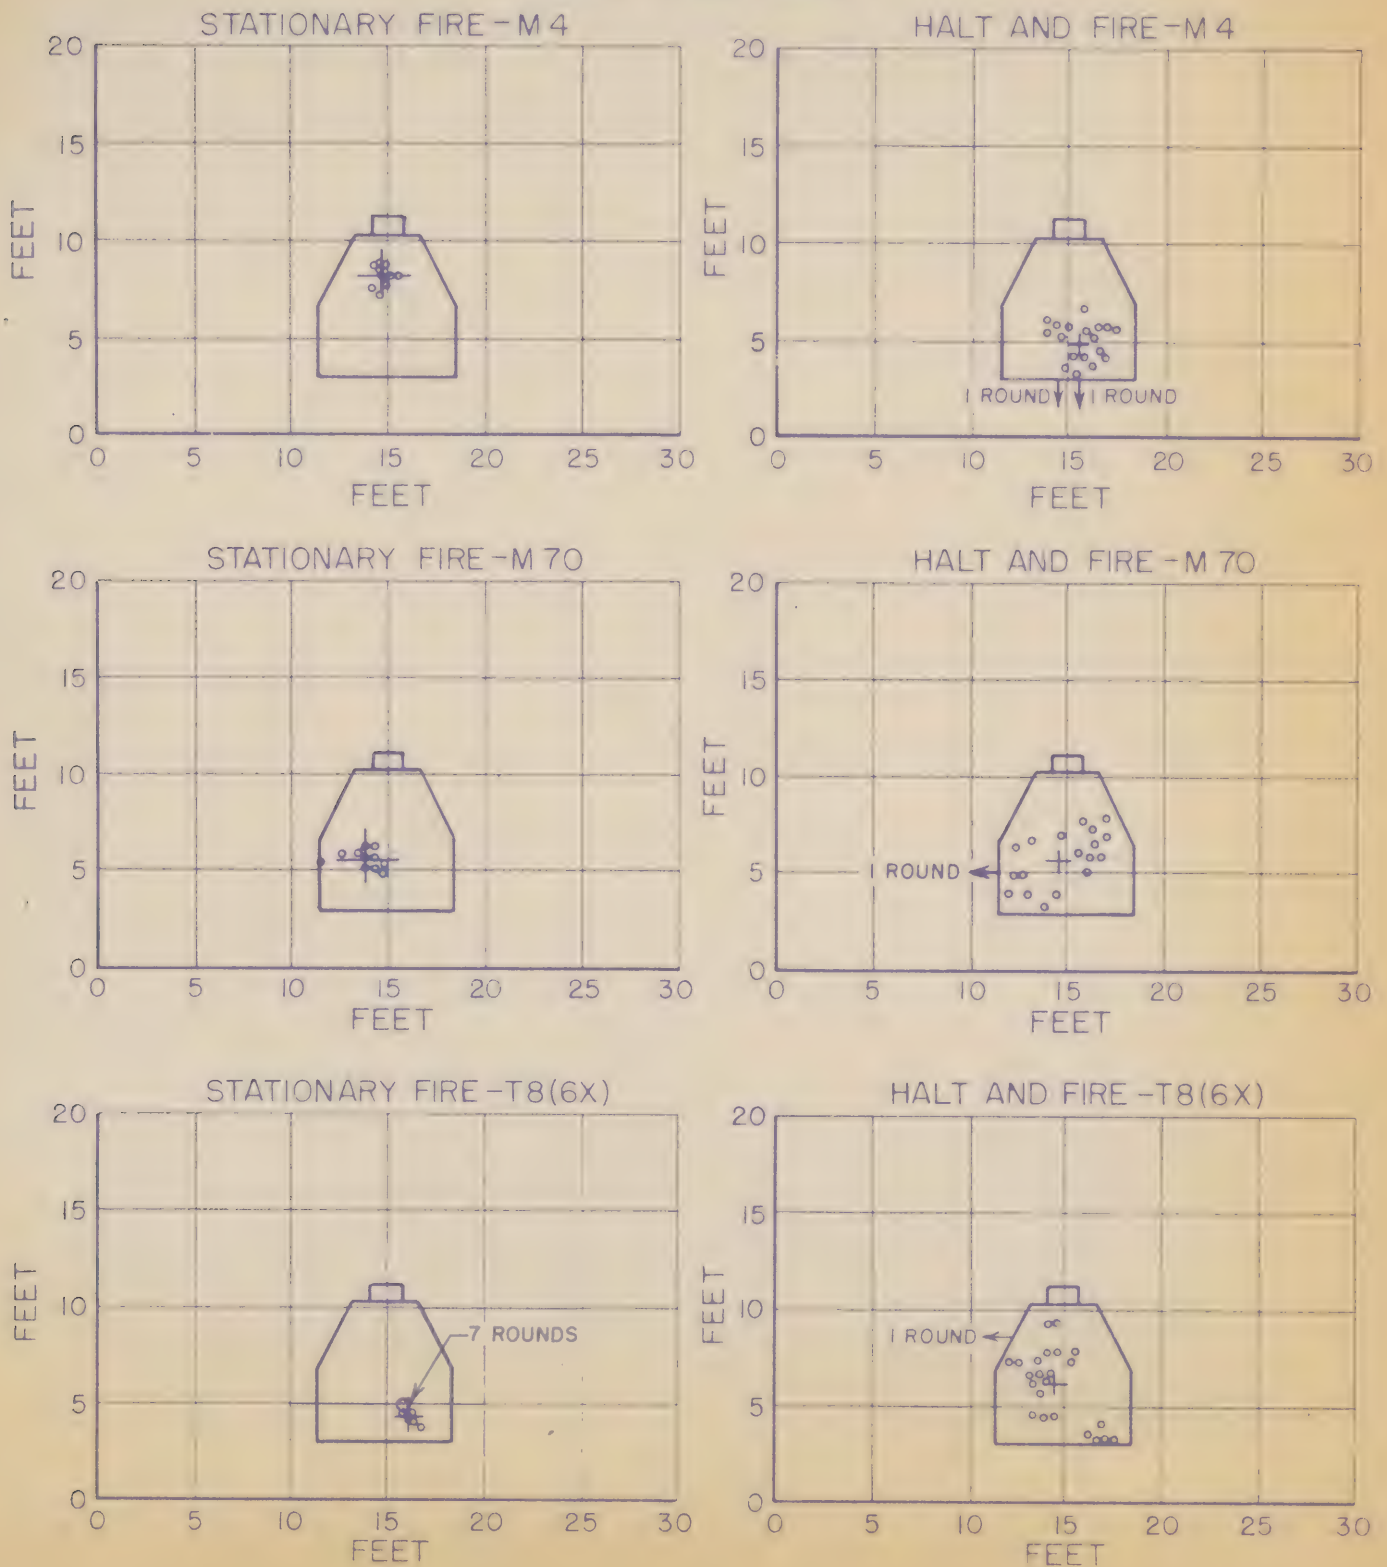 STATIONARY FIRE-M4
20
15
10
5
0
FEET
0 5 10 15 20 25 30
FEET
HALT AND FIRE-M4
20
15
10
5
0
FEET
1 ROUND 1 ROUND
0 5 10 15 20 25 30
FEET
STATIONARY FIRE-M70
20
15
10
5
0
FEET
0 5 10 15 20 25 30
FEET
HALT AND FIRE-M70
20
15
10
5
0
FEET
1 ROUND
0 5 10 15 20 25 30
FEET
STATIONARY FIRE-T8(6X)
20
15
10
5
0
FEET
7 ROUNDS
0 5 10 15 20 25 30
FEET
HALT AND FIRE-T8(6X)
20
15
10
5
0
FEET
1 ROUND
0 5 10 15 20 25 30
FEET